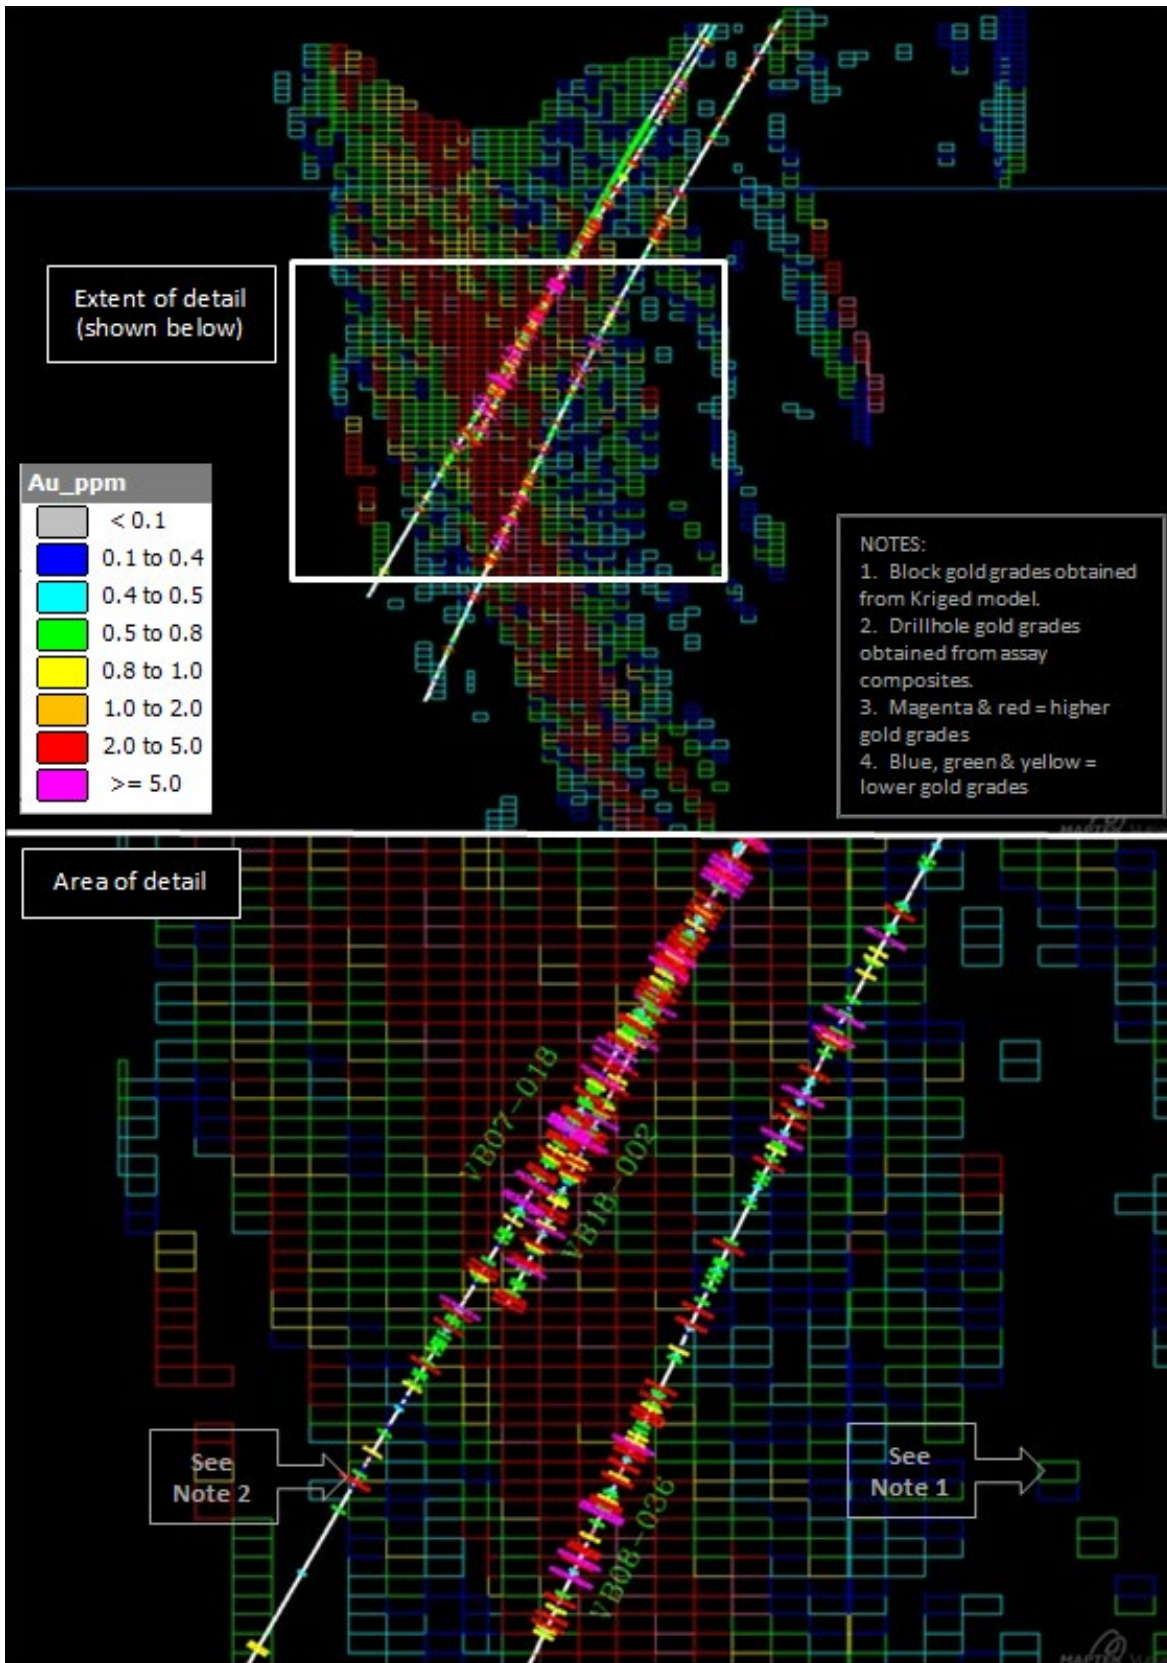 Extent of detail
(shown below)
Au_ppm
< 0.1
0.1 to 0.4
0.4 to 0.5
0.5 to 0.8
0.8 to 1.0
1.0 to 2.0
2.0 to 5.0
>= 5.0
NOTES:
1. Block gold grades obtained
from Kriged model.
2. Drillhole gold grades
obtained from assay
composites.
3. Magenta & red = higher
gold grades
4. Blue, green & yellow =
lower gold grades
Area of detail
VB07-018
VB18-002
VB08-036
See
Note 2
See
Note 1